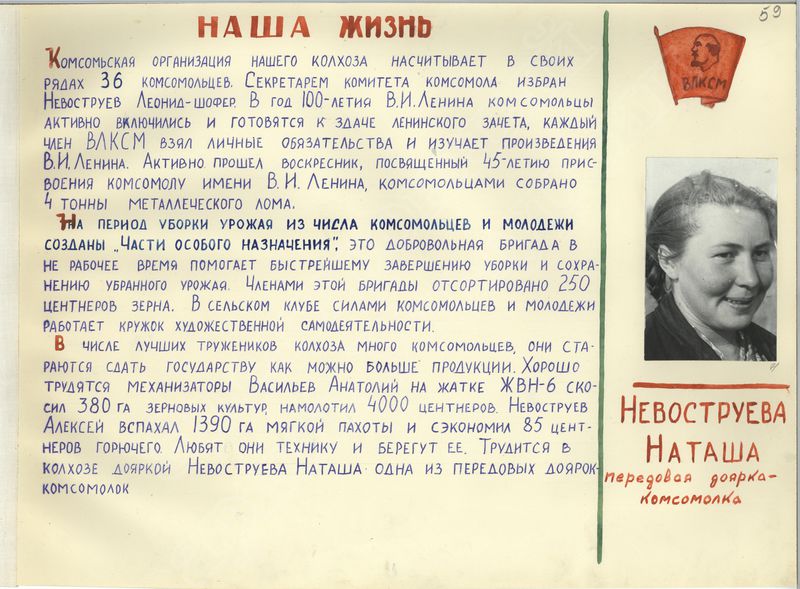 59
НАША ЖИЗНЬ
Комсомьская организация нашего колхоза насчитывает в своих
рядах 36 комсомольцев. Секретарем комитета комсомола избран
Невоструев Леонид-шофер. В год 100-летия В.И. Ленина комсомольцы
активно включились и готовятся к здаче ленинского зачета, каждый
член ВЛКСМ взял личные обязательства и изучает произведения
В.И. Ленина. Активно прошел воскресник, посвященный 45-летию прис-
воения комсомолу имени В.И. Ленина, комсомольцами собрано
4 тонны металлеческого лома.
На период уборки урожая из числа комсомольцев и молодежи
созданы „Части особого назначения", это добровольная бригада в
не рабочее время помогает быстрейшему завершению уборки и сохра-
нению убранного урожая. Членами этой бригады отсортировано 250
центнеров зерна. В сельском клубе силами комсомольцев и молодежи
работает кружок художественной самодеятельности.
В числе лучших тружеников колхоза много комсомольцев, они ста-
раются сдать государству как можно больше продукции. Хорошо
трудятся механизаторы Васильев Анатолий на жатке ЖВН-6 ско-
сил 380 га зерновых культур, намолотил 4000 центнеров. Невоструев
Алексей вспахал 1390 га мягкой пахоты и сэкономил 85 цент-
неров горючего. Любят они технику и берегут ее. Трудится в
колхозе дояркой Невоструева Наташа одна из передовых доярок-
комсомолок
ВЛКСМ
НЕВОСТРУЕВА
НАТАША
передовая доярка-
комсомолка